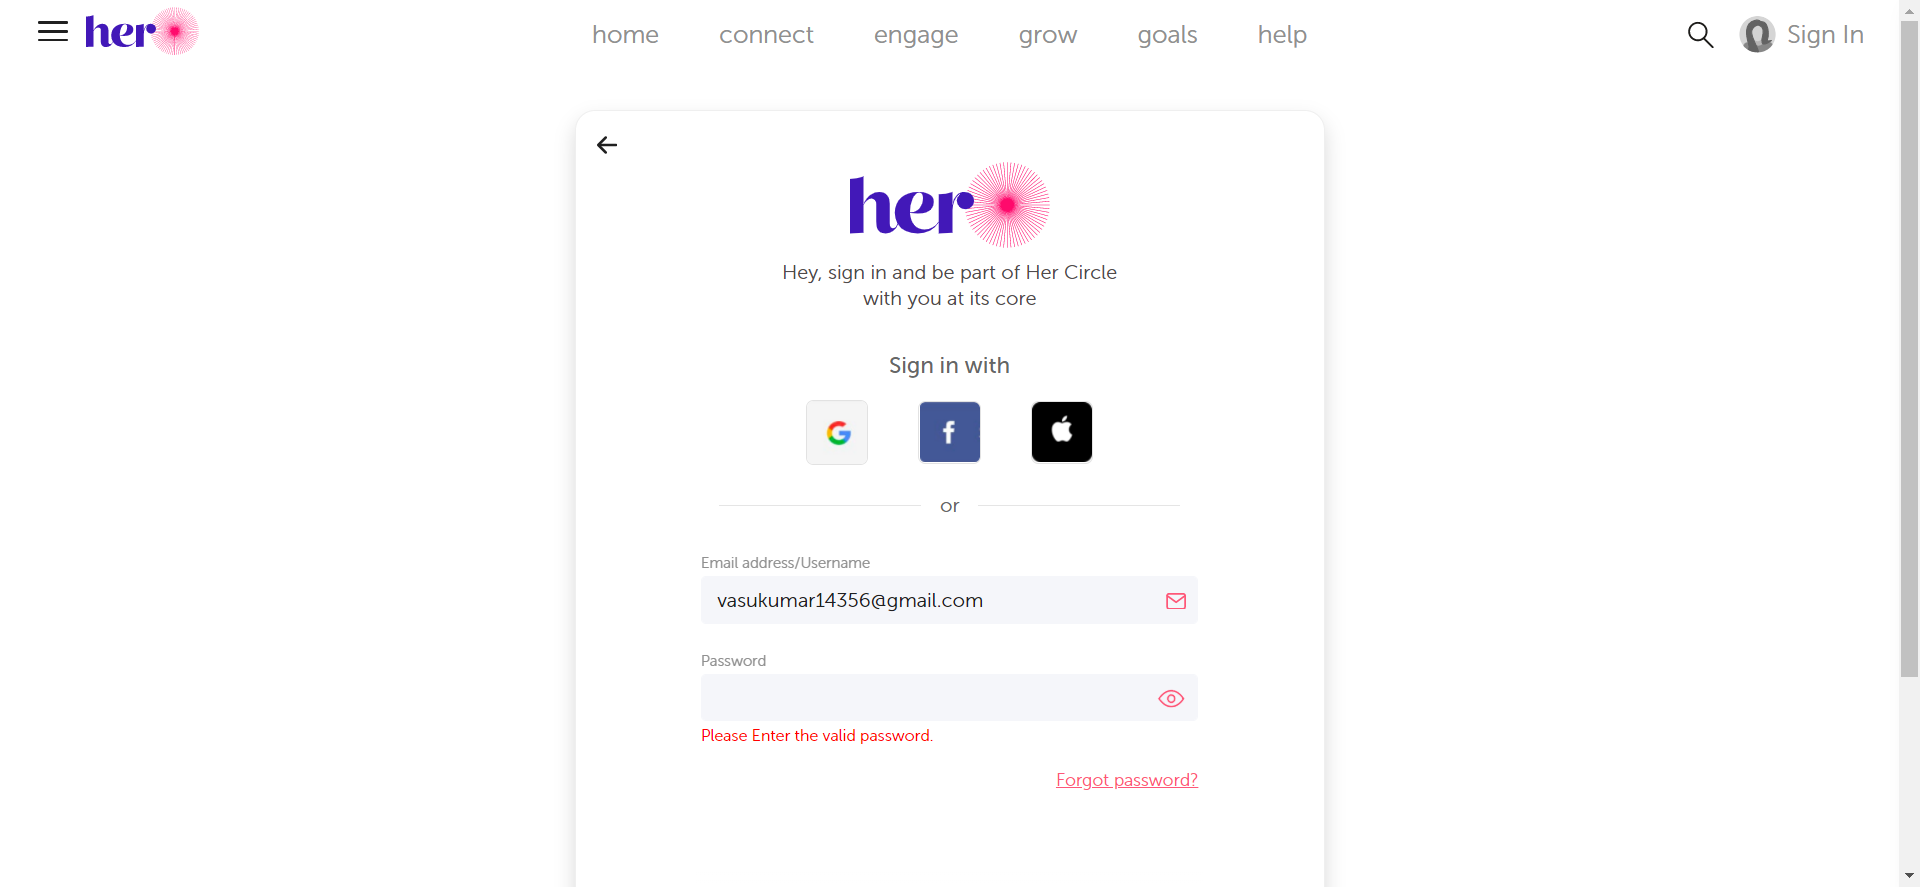 her
home connect engage grow goals help
Sign In
her
Hey, sign in and be part of Her Circle
with you at its core
Sign in with
or
Email address/Username
vasukumar14356@gmail.com
Password
Please Enter the valid password.
Forgot password?